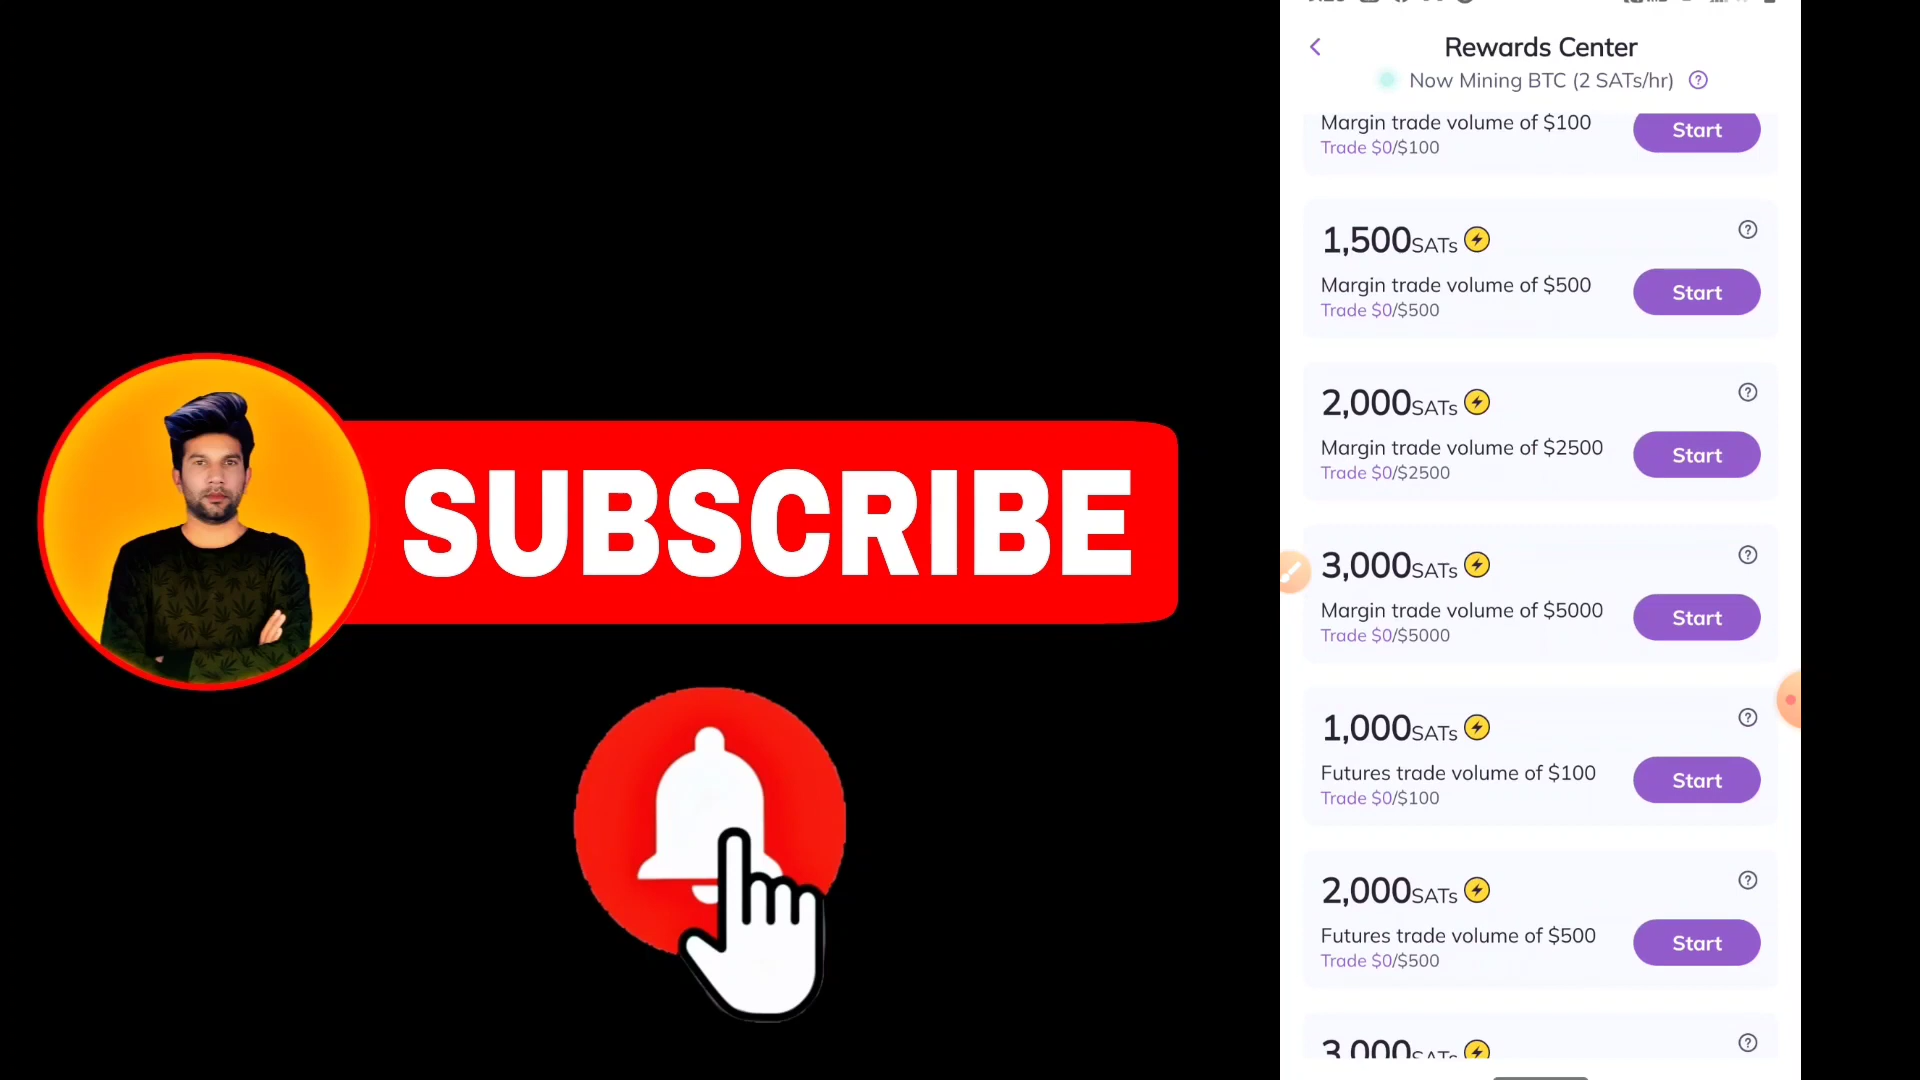 SUBSCRIBE
Rewards Center
Now Mining BTC (2 SATs/hr) ?
Margin trade volume of $100
Trade $0/$100
Start
1,500SATs
?
Margin trade volume of $500
Trade $0/$500
Start
2,000SATs
?
Margin trade volume of $2500
Trade $0/$2500
Start
3,000SATs
?
Margin trade volume of $5000
Trade $0/$5000
Start
1,000SATs
?
Futures trade volume of $100
Trade $0/$100
Start
2,000SATs
?
Futures trade volume of $500
Trade $0/$500
Start
3,000SATs
?